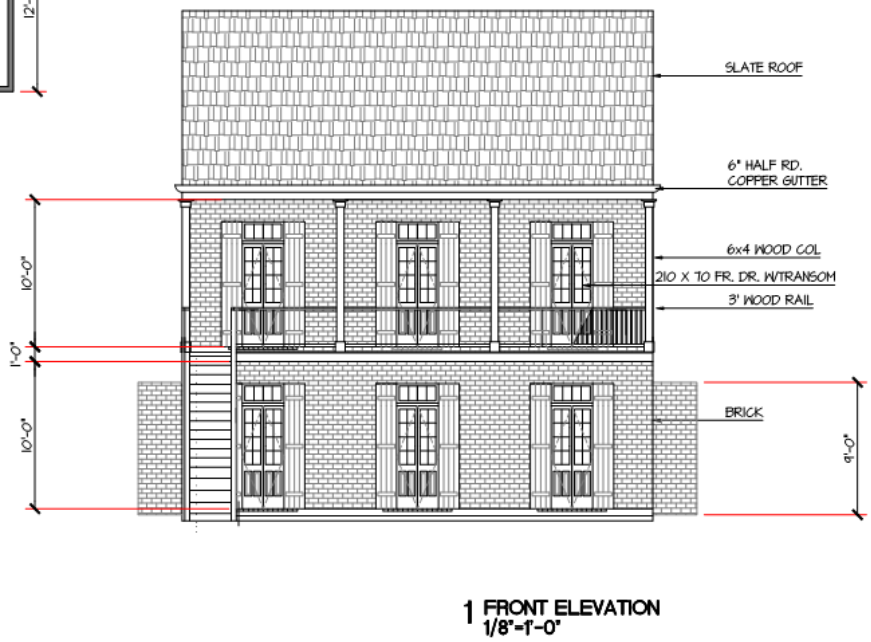 12'-
SLATE ROOF
6" HALF RD.
COPPER GUTTER
10'-0"
6x4 WOOD COL
210 X 70 FR. DR. W/TRANSOM
3' WOOD RAIL
1'-0"
10'-0"
BRICK
9'-0"
1 FRONT ELEVATION
1/8"=1'-0"